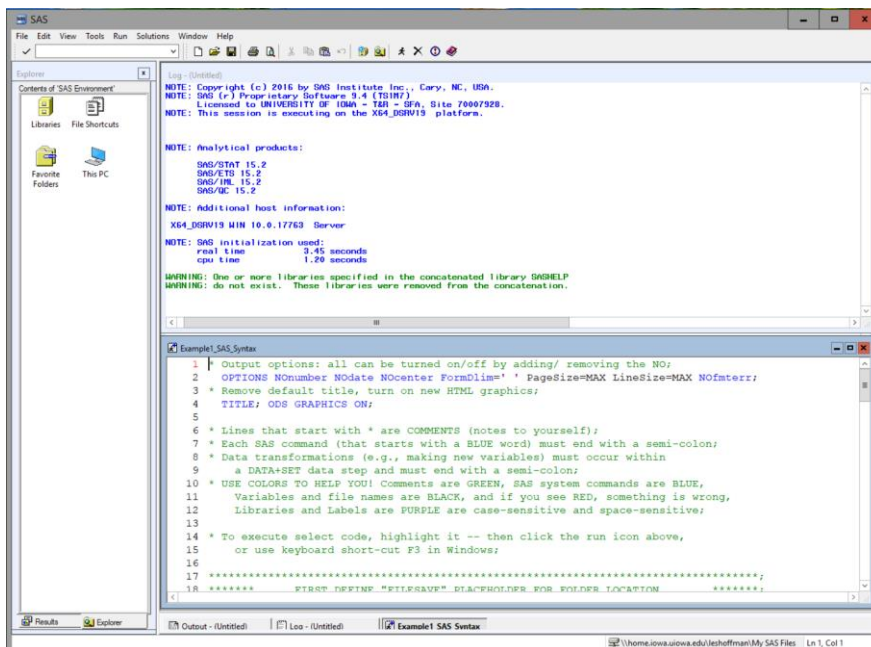 SAS
File Edit View Tools Run Solutions Window Help
Explorer
Contents of 'SAS Environment'
Libraries
File Shortcuts
Favorite Folders
This PC
Log - (Untitled)
NOTE: Copyright (c) 2016 by SAS Institute Inc., Cary, NC, USA.
NOTE: SAS (r) Proprietary Software 9.4 (TS1M7)
Licensed to UNIVERSITY OF IOWA - T&R - SFA, Site 70007928.
NOTE: This session is executing on the X64_DSRV19 platform.
NOTE: Analytical products:
SAS/STAT 15.2
SAS/ETS 15.2
SAS/IML 15.2
SAS/QC 15.2
NOTE: Additional host information:
X64_DSRV19 WIN 10.0.17763 Server
NOTE: SAS initialization used:
real time 3.45 seconds
cpu time 1.20 seconds
WARNING: One or more libraries specified in the concatenated library SASHELP
WARNING: do not exist. These libraries were removed from the concatenation.
Example1_SAS_Syntax
1 * Output options: all can be turned on/off by adding/ removing the NO;
2 OPTIONS NOnumber NOdate NOcenter FormDlim=' ' PageSize=MAX LineSize=MAX NOfmterr;
3 * Remove default title, turn on new HTML graphics;
4 TITLE; ODS GRAPHICS ON;
5
6 * Lines that start with * are COMMENTS (notes to yourself);
7 * Each SAS command (that starts with a BLUE word) must end with a semi-colon;
8 * Data transformations (e.g., making new variables) must occur within
9 a DATA+SET data step and must end with a semi-colon;
10 * USE COLORS TO HELP YOU! Comments are GREEN, SAS system commands are BLUE,
11 Variables and file names are BLACK, and if you see RED, something is wrong,
12 Libraries and Labels are PURPLE are case-sensitive and space-sensitive;
13
14 * To execute select code, highlight it -- then click the run icon above,
15 or use keyboard short-cut F3 in Windows;
16
17 ***********************************************************************************;
18 ******* FIRST DEFINE "FILESAVE" PLACEHOLDER FOR FOLDER LOCATION *******;
Results
Explorer
Output - (Untitled)
Log - (Untitled)
Example1 SAS Syntax
\\home.iowa.uiowa.edu\leshoffman\My SAS Files
Ln 1, Col 1